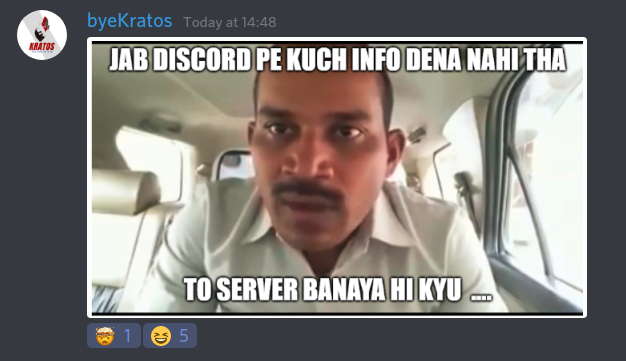 byeKratos Today at 14:48
KRATOS
JAB DISCORD PE KUCH INFO DENA NAHI THA
TO SERVER BANAYA HI KYU ....
1 5